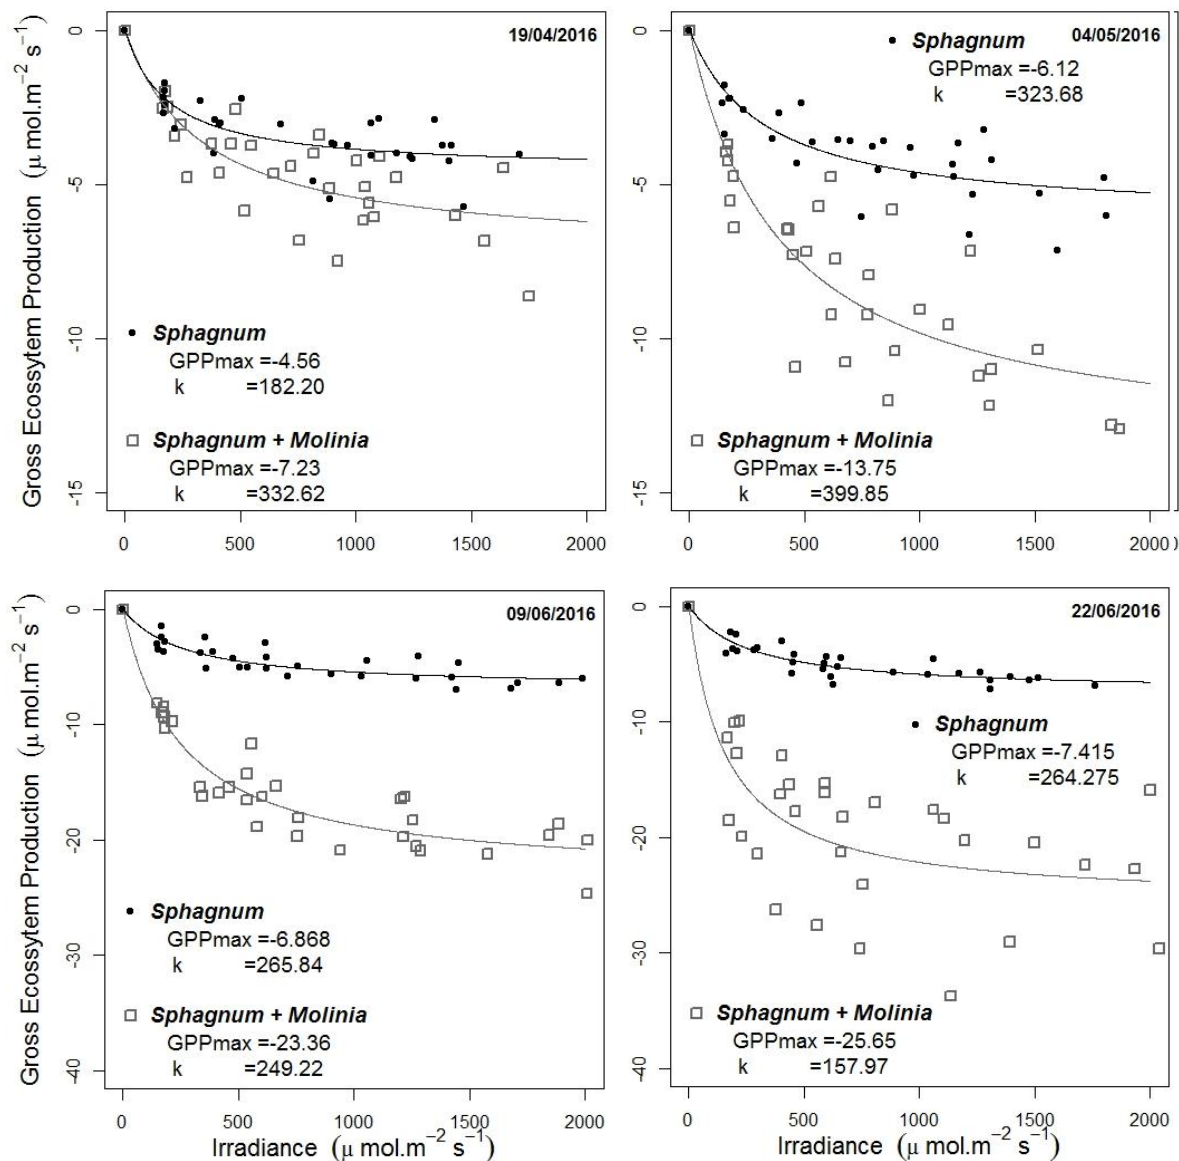 19/04/2016
Sphagnum
GPPmax =-4.56
k =182.20
Sphagnum + Molinia
GPPmax =-7.23
k =332.62
0
-5
-10
-15
Gross Ecossytem Production (μ mol.m−2 s−1)
0 500 1000 1500 2000
04/05/2016
Sphagnum
GPPmax =-6.12
k =323.68
Sphagnum + Molinia
GPPmax =-13.75
k =399.85
0
-5
-10
-15
0 500 1000 1500 2000)
09/06/2016
Sphagnum
GPPmax =-6.868
k =265.84
Sphagnum + Molinia
GPPmax =-23.36
k =249.22
0
-10
-20
-30
-40
Gross Ecossytem Production (μ mol.m−2 s−1)
0 500 1000 1500 2000
Irradiance (μ mol.m−2 s−1)
22/06/2016
Sphagnum
GPPmax =-7.415
k =264.275
Sphagnum + Molinia
GPPmax =-25.65
k =157.97
0
-10
-20
-30
-40
0 500 1000 1500 2000
Irradiance (μ mol.m−2 s−1)